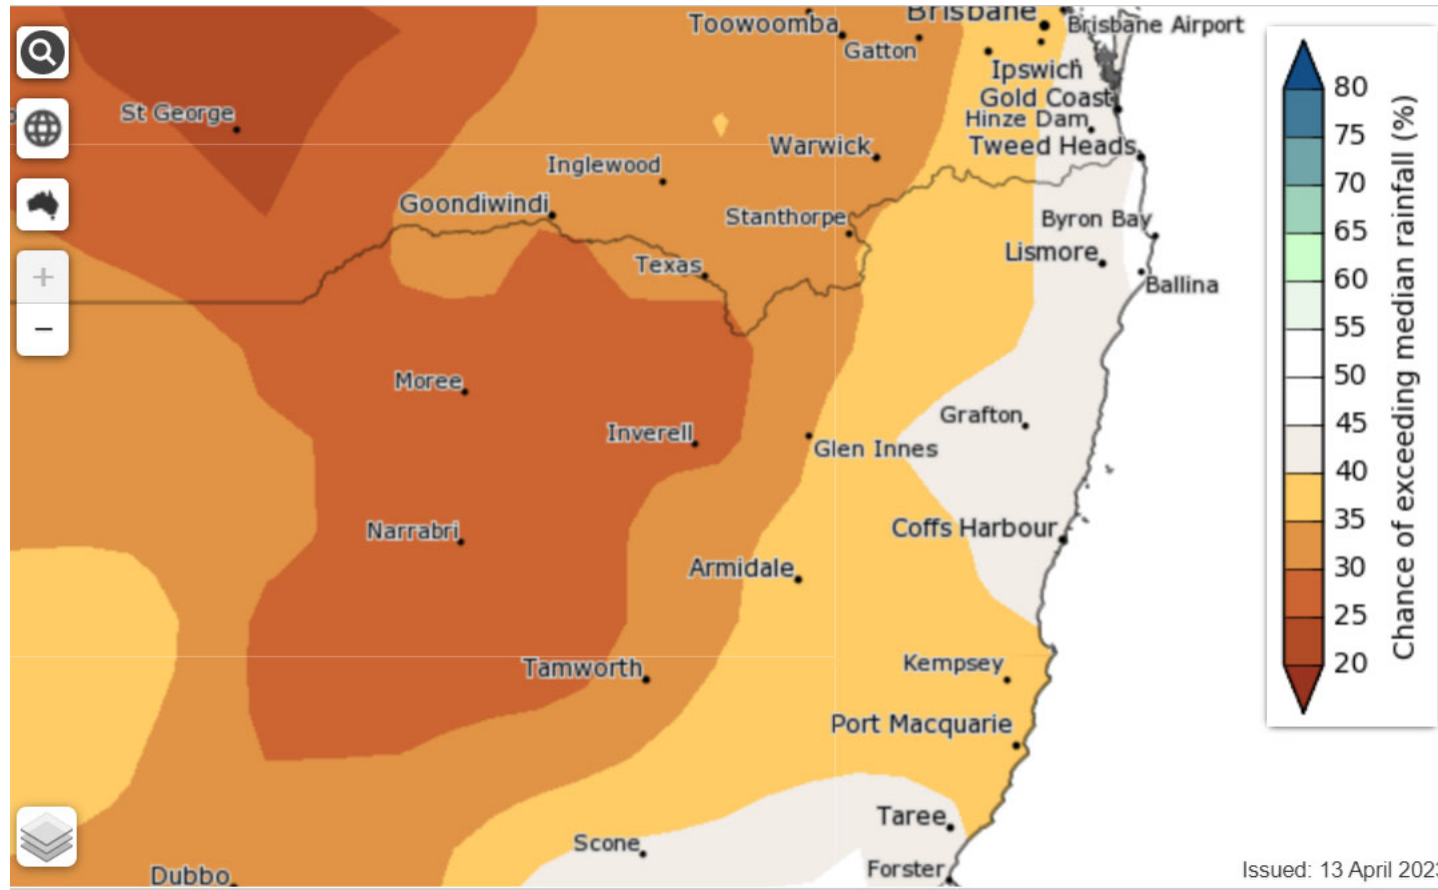 Toowoomba
Brisbane
Brisbane Airport
Gatton
Ipswich
Gold Coast
Hinze Dam
St George
Warwick
Tweed Heads
Inglewood
Goondiwindi
Stanthorpe
Byron Bay
Lismore
Texas
Ballina
Moree
Grafton
Inverell
Glen Innes
Narrabri
Coffs Harbour
Armidale
Tamworth
Kempsey
Port Macquarie
Taree
Scone
Forster
Dubbo
+
−
80
75
70
65
60
55
50
45
40
35
30
25
20
Chance of exceeding median rainfall (%)
Issued: 13 April 202